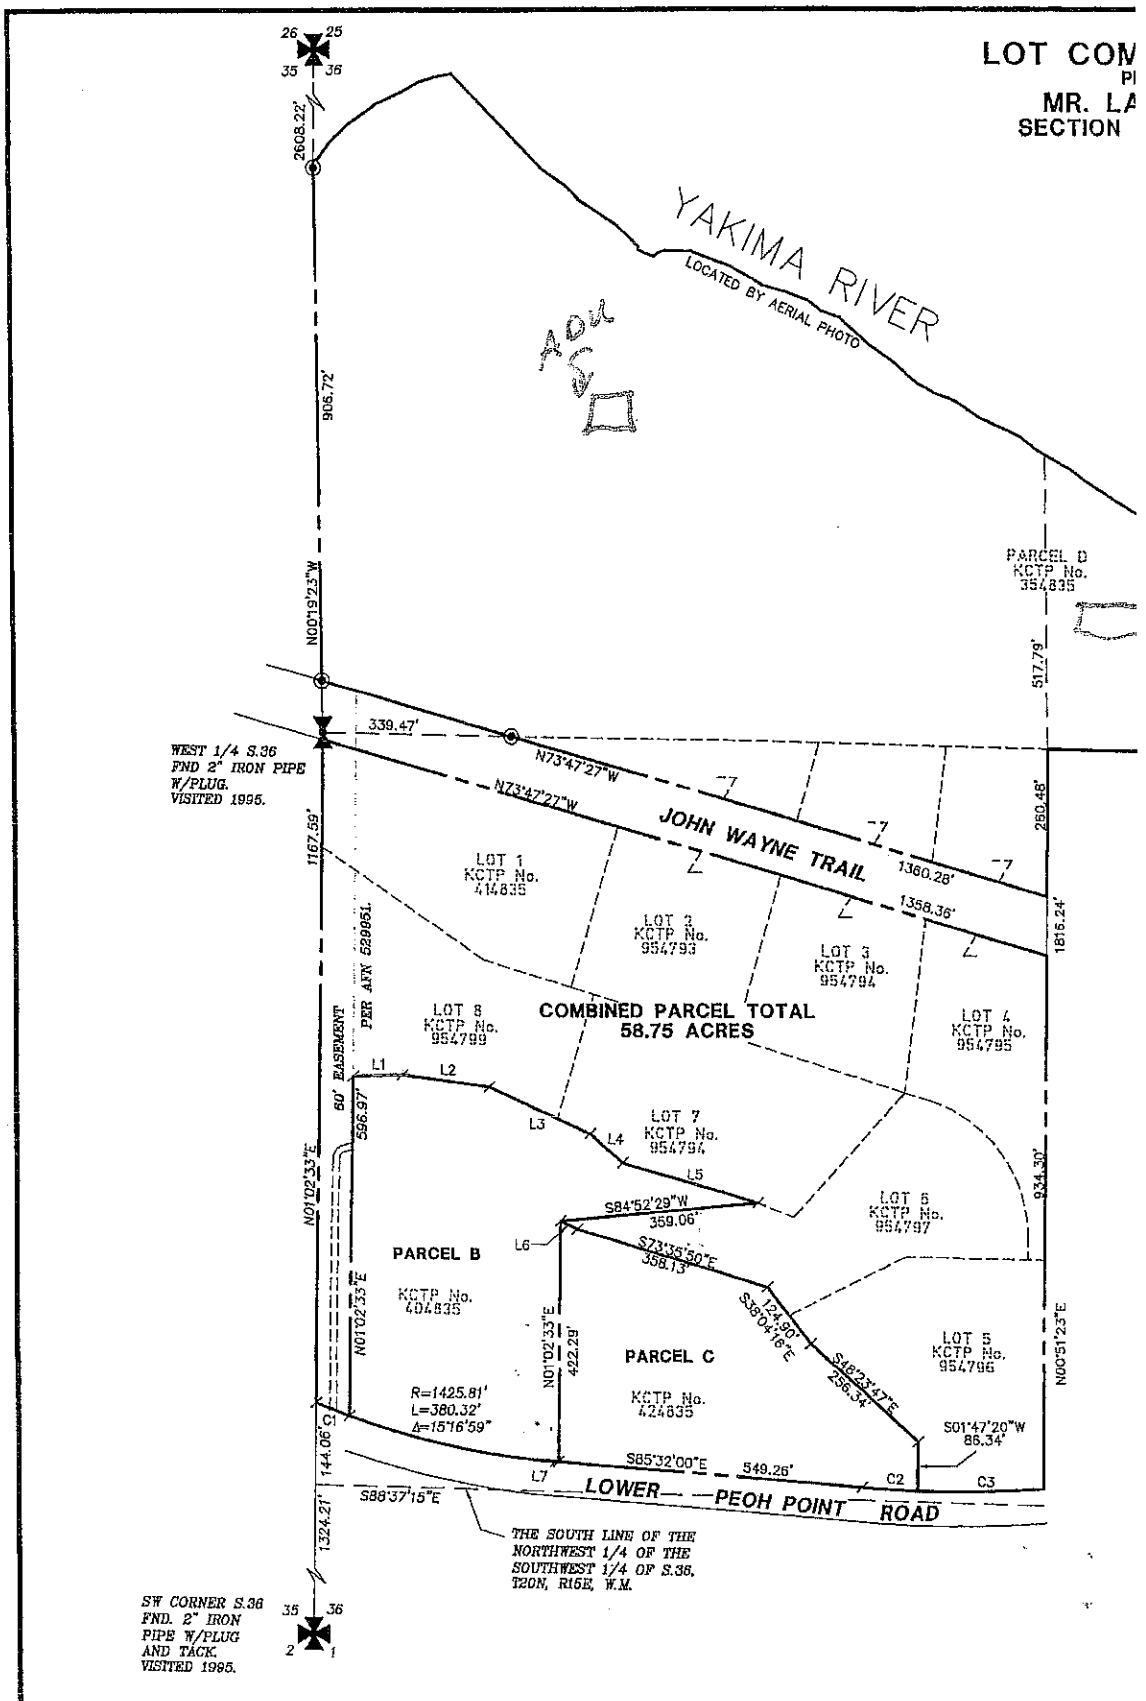 26 25
35 36
LOT COM
MR. LA
SECTION
2608.22'
YAKIMA RIVER
LOCATED BY AERIAL PHOTO
ADU
906.72'
N00°19'23"W
PARCEL D
KCTP No.
354835
517.79'
339.47'
WEST 1/4 S.36
FND 2" IRON PIPE
W/PLUG.
VISITED 1995.
N73°47'27"W
N73°47'27"W
JOHN WAYNE TRAIL
1360.28'
1358.36'
260.48'
1816.24'
1167.59'
LOT 1
KCTP No.
414835
LOT 2
KCTP No.
954793
LOT 3
KCTP No.
954794
LOT 4
KCTP No.
954795
60' EASEMENT
PER AFN 529951.
LOT 8
KCTP No.
954799
COMBINED PARCEL TOTAL
58.75 ACRES
L1
L2
L3
L4
L5
596.97'
LOT 7
KCTP No.
954794
934.30'
N01°02'33"E
S84°52'29"W
359.06'
LOT 6
KCTP No.
954797
L6
S73°35'50"E
358.13'
PARCEL B
KCTP No.
404835
N01°02'33"E
N01°02'33"E
422.29'
124.90'
S38°04'16"E
PARCEL C
KCTP No.
424835
S48°23'47"E
256.34'
LOT 5
KCTP No.
954796
N00°51'23"E
R=1425.81'
L=380.32'
Δ=15°16'59"
S01°47'20"W
86.34'
C1
144.06'
L7
S85°32'00"E
549.26'
C2
C3
S88°37'15"E
LOWER PEOH POINT ROAD
1324.21'
THE SOUTH LINE OF THE
NORTHWEST 1/4 OF THE
SOUTHWEST 1/4 OF S.36,
T20N, R15E, W.M.
SW CORNER S.36
FND. 2" IRON
PIPE W/PLUG
AND TACK.
VISITED 1995.
35 36
2 1